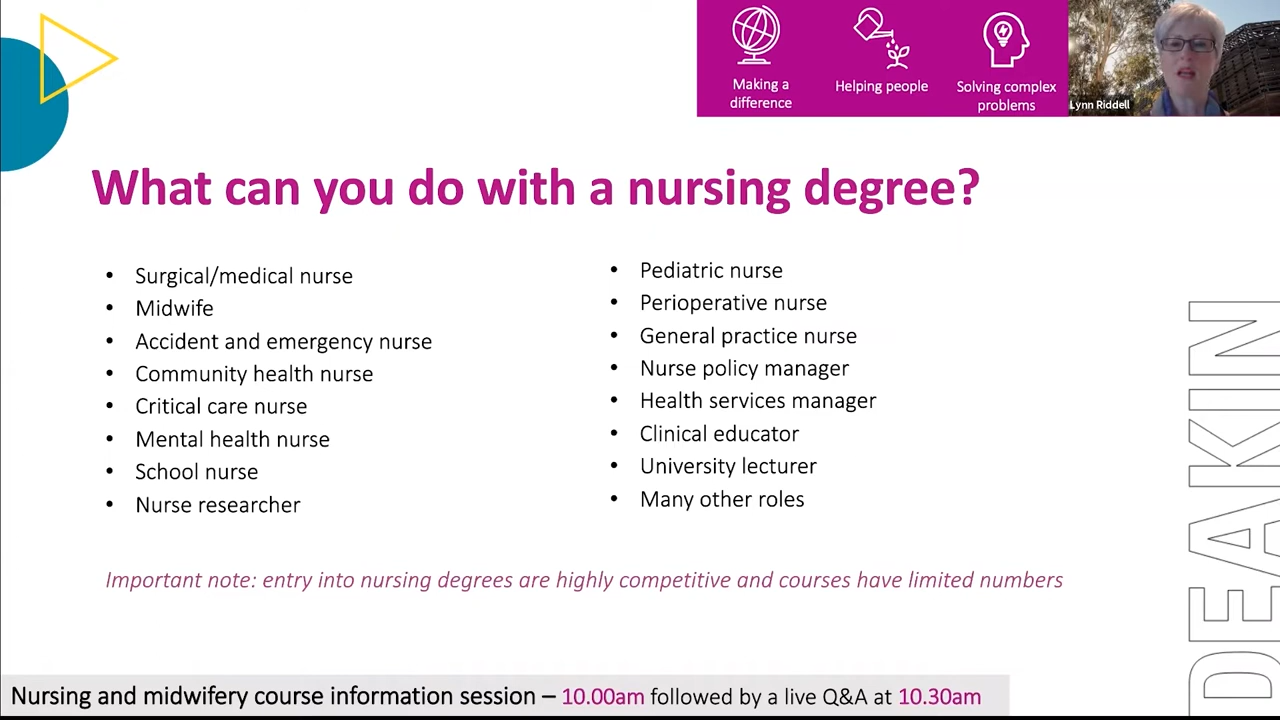 Making a
difference
Helping people
Solving complex
problems
Lynn Riddell
What can you do with a nursing degree?
• Surgical/medical nurse
• Midwife
• Accident and emergency nurse
• Community health nurse
• Critical care nurse
• Mental health nurse
• School nurse
• Nurse researcher
• Pediatric nurse
• Perioperative nurse
• General practice nurse
• Nurse policy manager
• Health services manager
• Clinical educator
• University lecturer
• Many other roles
Important note: entry into nursing degrees are highly competitive and courses have limited numbers
DEAKIN
Nursing and midwifery course information session – 10.00am followed by a live Q&A at 10.30am